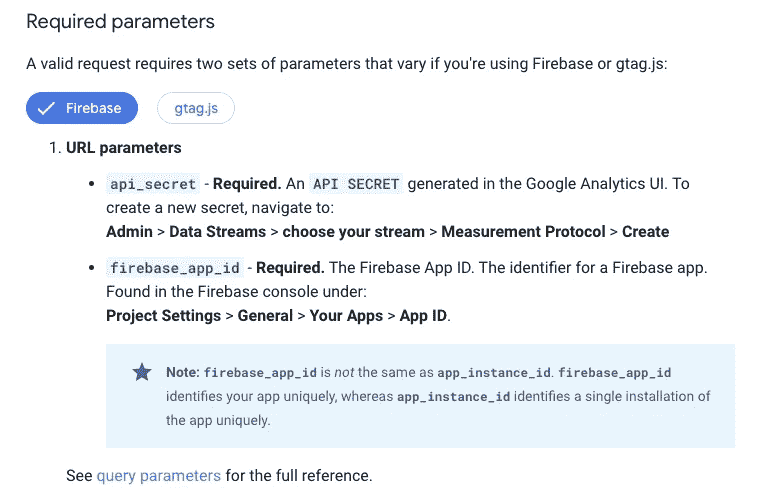 Required parameters
A valid request requires two sets of parameters that vary if you're using Firebase or gtag.js:
Firebase gtag.js
1. URL parameters
• api_secret - Required. An API SECRET generated in the Google Analytics UI. To
create a new secret, navigate to:
Admin > Data Streams > choose your stream > Measurement Protocol > Create
• firebase_app_id - Required. The Firebase App ID. The identifier for a Firebase app.
Found in the Firebase console under:
Project Settings > General > Your Apps > App ID.
Note: firebase_app_id is not the same as app_instance_id. firebase_app_id
identifies your app uniquely, whereas app_instance_id identifies a single installation of
the app uniquely.
See query parameters for the full reference.